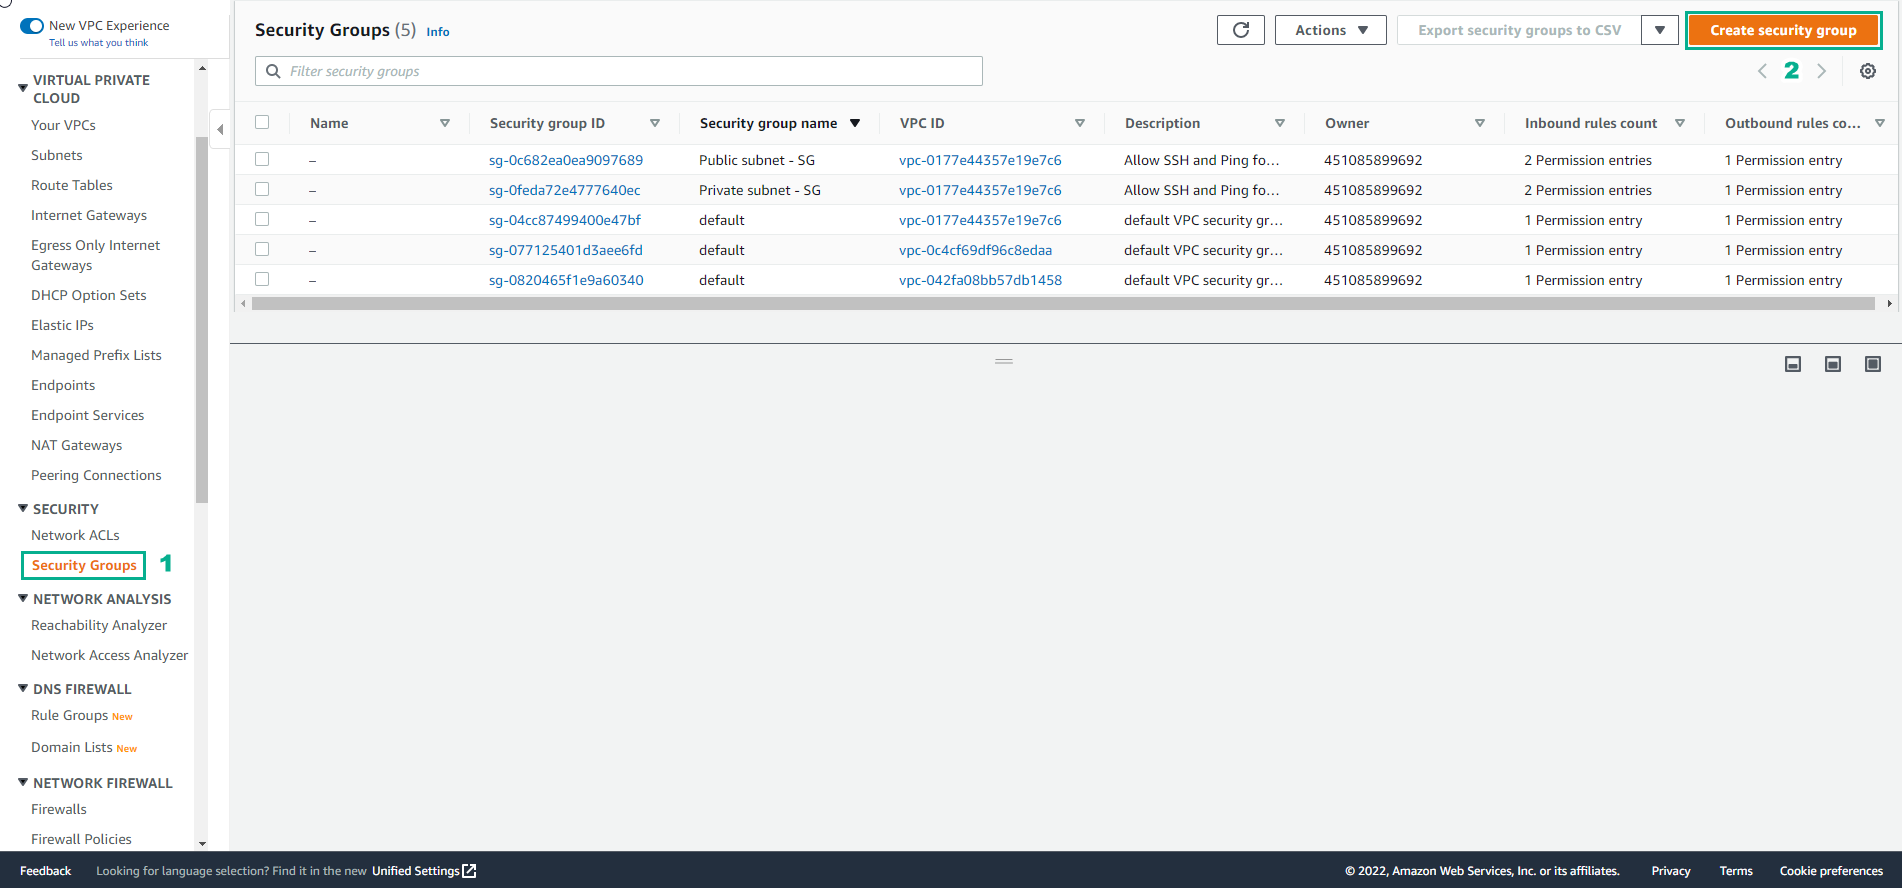 New VPC Experience
Tell us what you think
VIRTUAL PRIVATE
CLOUD
Your VPCs
Subnets
Route Tables
Internet Gateways
Egress Only Internet
Gateways
DHCP Option Sets
Elastic IPs
Managed Prefix Lists
Endpoints
Endpoint Services
NAT Gateways
Peering Connections
SECURITY
Network ACLs
Security Groups 1
NETWORK ANALYSIS
Reachability Analyzer
Network Access Analyzer
DNS FIREWALL
Rule Groups New
Domain Lists New
NETWORK FIREWALL
Firewalls
Firewall Policies
Security Groups (5) Info
Actions Export security groups to CSV Create security group
Filter security groups
2
Name Security group ID Security group name VPC ID Description Owner Inbound rules count Outbound rules co...
– sg-0c682ea0ea9097689 Public subnet - SG vpc-0177e44357e19e7c6 Allow SSH and Ping fo... 451085899692 2 Permission entries 1 Permission entry
– sg-0feda72e4777640ec Private subnet - SG vpc-0177e44357e19e7c6 Allow SSH and Ping fo... 451085899692 2 Permission entries 1 Permission entry
– sg-04cc87499400e47bf default vpc-0177e44357e19e7c6 default VPC security gr... 451085899692 1 Permission entry 1 Permission entry
– sg-077125401d3aee6fd default vpc-0c4cf69df96c8edaa default VPC security gr... 451085899692 1 Permission entry 1 Permission entry
– sg-0820465f1e9a60340 default vpc-042fa08bb57db1458 default VPC security gr... 451085899692 1 Permission entry 1 Permission entry
Feedback Looking for language selection? Find it in the new Unified Settings © 2022, Amazon Web Services, Inc. or its affiliates. Privacy Terms Cookie preferences